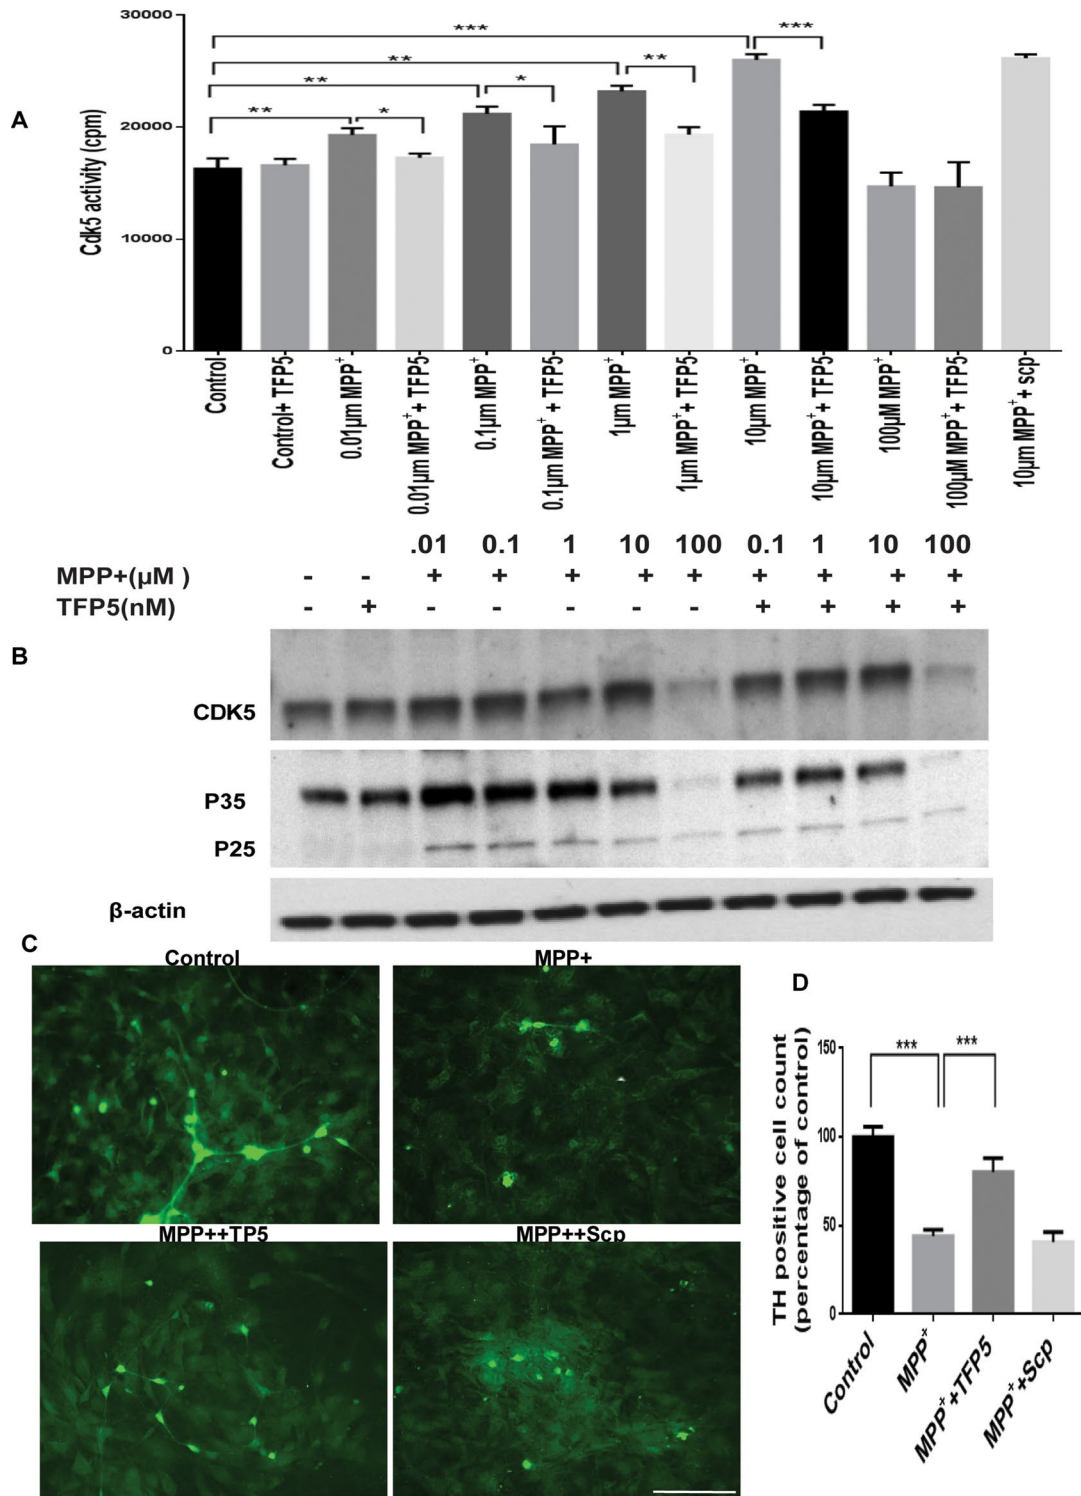 A
Cdk5 activity (cpm)
30000
20000
10000
0
***
***
**
**
**
*
**
*
Control
Control+ TFP5
0.01µm MPP⁺
0.01µm MPP⁺+ TFP5
0.1µm MPP⁺
0.1µm MPP⁺ + TFP5
1µm MPP⁺
1µm MPP⁺+ TFP5
10µm MPP⁺
10µm MPP⁺+ TFP5
100µM MPP⁺
100µM MPP⁺+ TFP5
10µm MPP⁺+ scp
.01 0.1 1 10 100 0.1 1 10 100
MPP+(µM ) - - + + + + + + + + +
TFP5(nM) - + - - - - - + + + +
B
CDK5
P35
P25
β-actin
C
Control
MPP+
MPP++TP5
MPP++Scp
D
TH positive cell count
(percentage of control)
150
100
50
0
***
***
Control
MPP⁺
MPP⁺+TFP5
MPP⁺+Scp